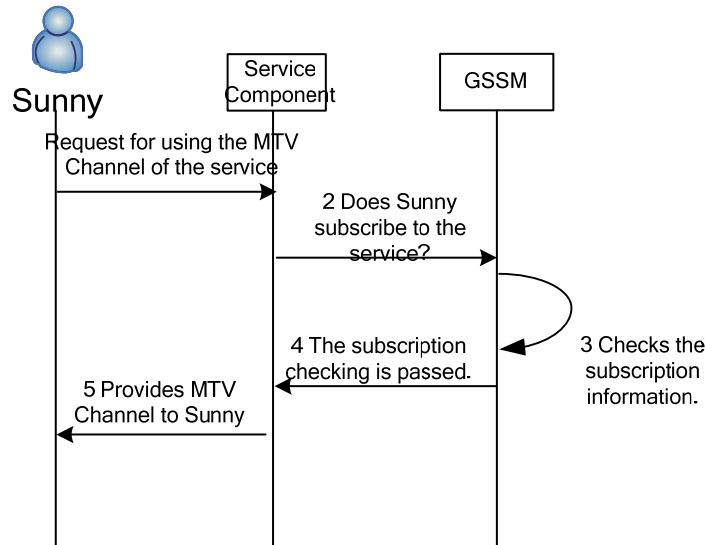 Sunny
Service
Component
GSSM
Request for using the MTV
Channel of the service
2 Does Sunny
subscribe to the
service?
3 Checks the
subscription
information.
4 The subscription
checking is passed.
5 Provides MTV
Channel to Sunny